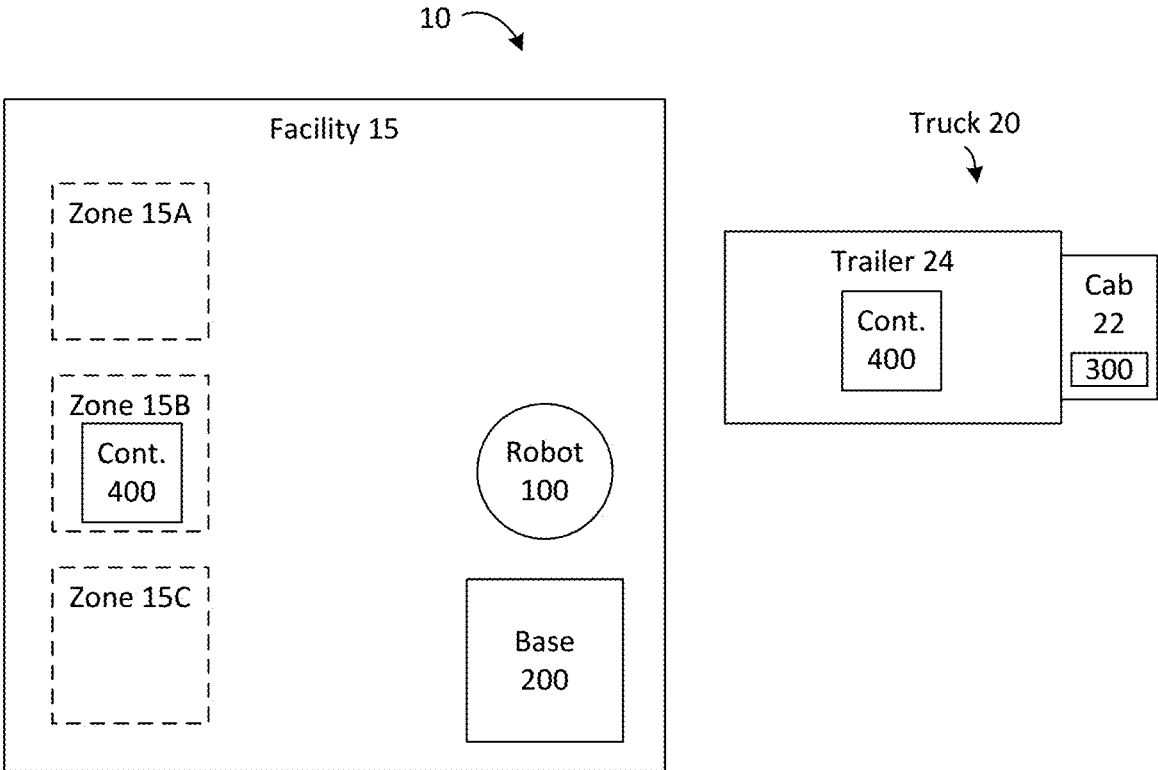 10
Facility 15
Truck 20
Zone 15A
Trailer 24
Cont.
400
Cab
22
300
Zone 15B
Cont.
400
Robot
100
Zone 15C
Base
200